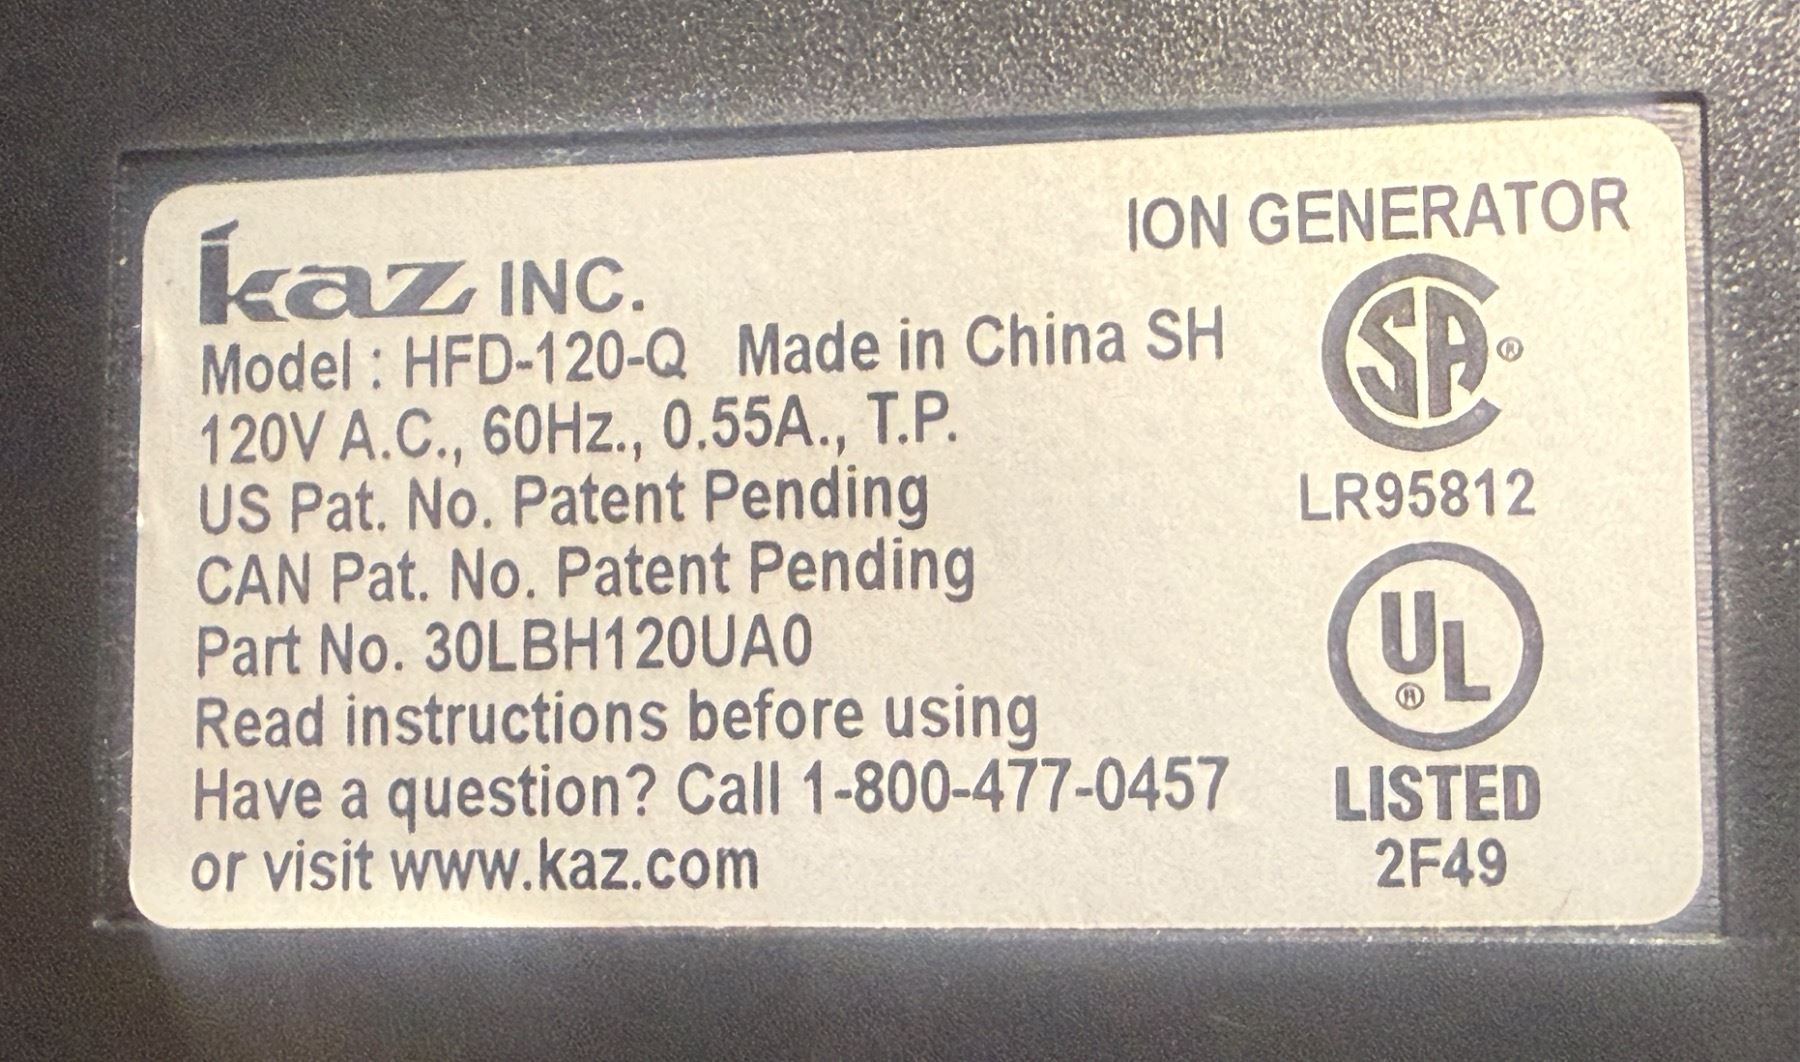 ION GENERATOR
kaz INC.
Model : HFD-120-Q Made in China SH
120V A.C., 60Hz., 0.55A., T.P.
US Pat. No. Patent Pending
CAN Pat. No. Patent Pending
Part No. 30LBH120UA0
Read instructions before using
Have a question? Call 1-800-477-0457
or visit www.kaz.com
CSA®
LR95812
UL®
LISTED
2F49